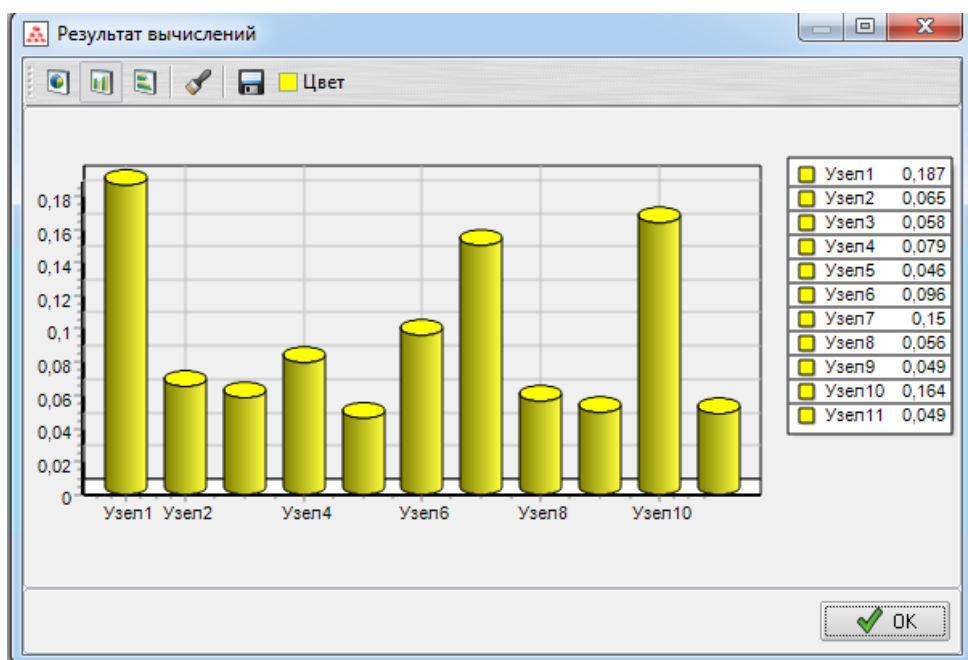 Результат вычислений
Цвет
0,18
0,16
0,14
0,12
0,1
0,08
0,06
0,04
0,02
0
Узел1 Узел2 Узел4 Узел6 Узел8 Узел10
Узел1 0,187
Узел2 0,065
Узел3 0,058
Узел4 0,079
Узел5 0,046
Узел6 0,096
Узел7 0,15
Узел8 0,056
Узел9 0,049
Узел10 0,164
Узел11 0,049
OK